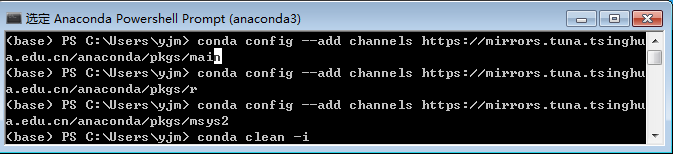 选定 Anaconda Powershell Prompt (anaconda3)
(base) PS C:\Users\yjm> conda config --add channels https://mirrors.tuna.tsinghu
a.edu.cn/anaconda/pkgs/main
(base) PS C:\Users\yjm> conda config --add channels https://mirrors.tuna.tsinghu
a.edu.cn/anaconda/pkgs/r
(base) PS C:\Users\yjm> conda config --add channels https://mirrors.tuna.tsinghu
a.edu.cn/anaconda/pkgs/msys2
(base) PS C:\Users\yjm> conda clean -i